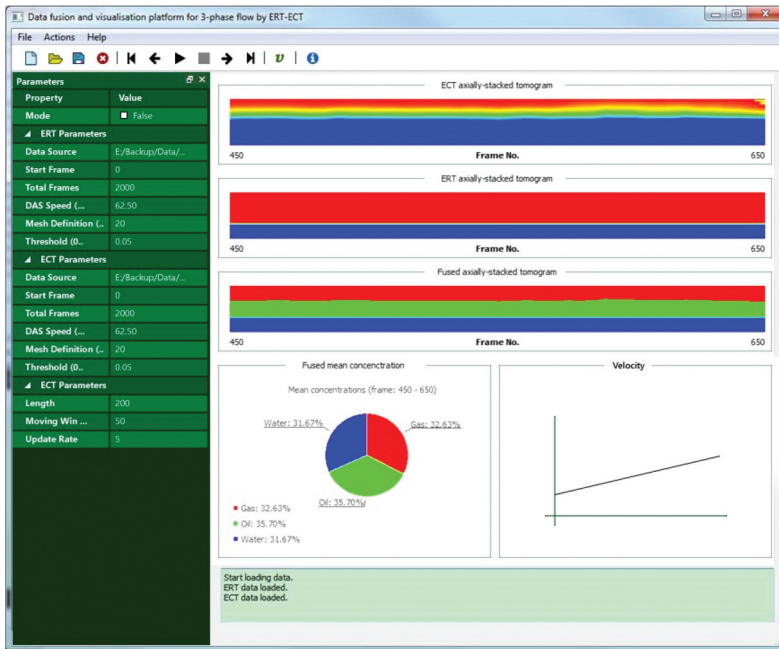 Data fusion and visualisation platform for 3-phase flow by ERT-ECT
File Actions Help
Parameters
Property Value
Mode False
ERT Parameters
Data Source E:/Backup/Data/...
Start Frame 0
Total Frames 2000
DAS Speed (... 62.50
Mesh Definition (.. 20
Threshold (0.. 0.05
ECT Parameters
Data Source E:/Backup/Data/...
Start Frame 0
Total Frames 2000
DAS Speed (... 62.50
Mesh Definition (.. 20
Threshold (0.. 0.05
ECT Parameters
Length 200
Moving Win ... 50
Update Rate 5
ECT axially-stacked tomogram
450 Frame No. 650
ERT axially-stacked tomogram
450 Frame No. 650
Fused axially-stacked tomogram
450 Frame No. 650
Fused mean concenctration
Mean concentrations (frame: 450 - 650)
Water: 31.67%
Gas: 32.63%
Oil: 35.70%
Gas: 32.63%
Oil: 35.70%
Water: 31.67%
Velocity
Start loading data.
ERT data loaded.
ECT data loaded.